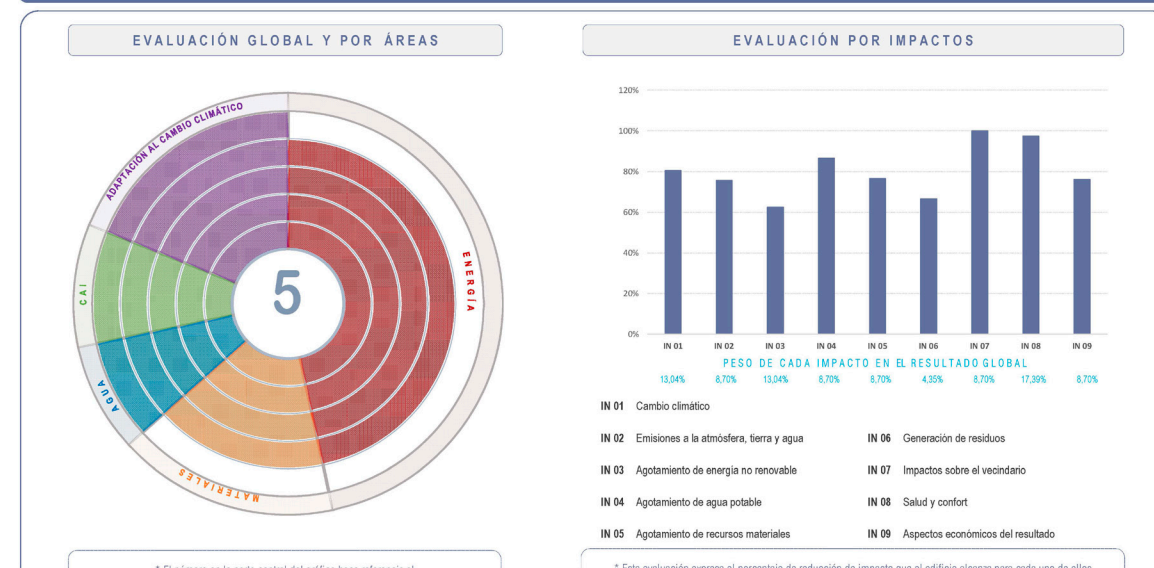 EVALUACIÓN GLOBAL Y POR ÁREAS
ADAPTACIÓN AL CAMBIO CLIMÁTICO
ENERGÍA
CAI
AGUA
MATERIALES
5
EVALUACIÓN POR IMPACTOS
120%
100%
80%
60%
40%
20%
0%
IN 01 IN 02 IN 03 IN 04 IN 05 IN 06 IN 07 IN 08 IN 09
PESO DE CADA IMPACTO EN EL RESULTADO GLOBAL
13,04% 8,70% 13,04% 8,70% 8,70% 4,35% 8,70% 17,39% 8,70%
IN 01 Cambio climático
IN 02 Emisiones a la atmósfera, tierra y agua
IN 06 Generación de residuos
IN 03 Agotamiento de energía no renovable
IN 07 Impactos sobre el vecindario
IN 04 Agotamiento de agua potable
IN 08 Salud y confort
IN 05 Agotamiento de recursos materiales
IN 09 Aspectos económicos del resultado